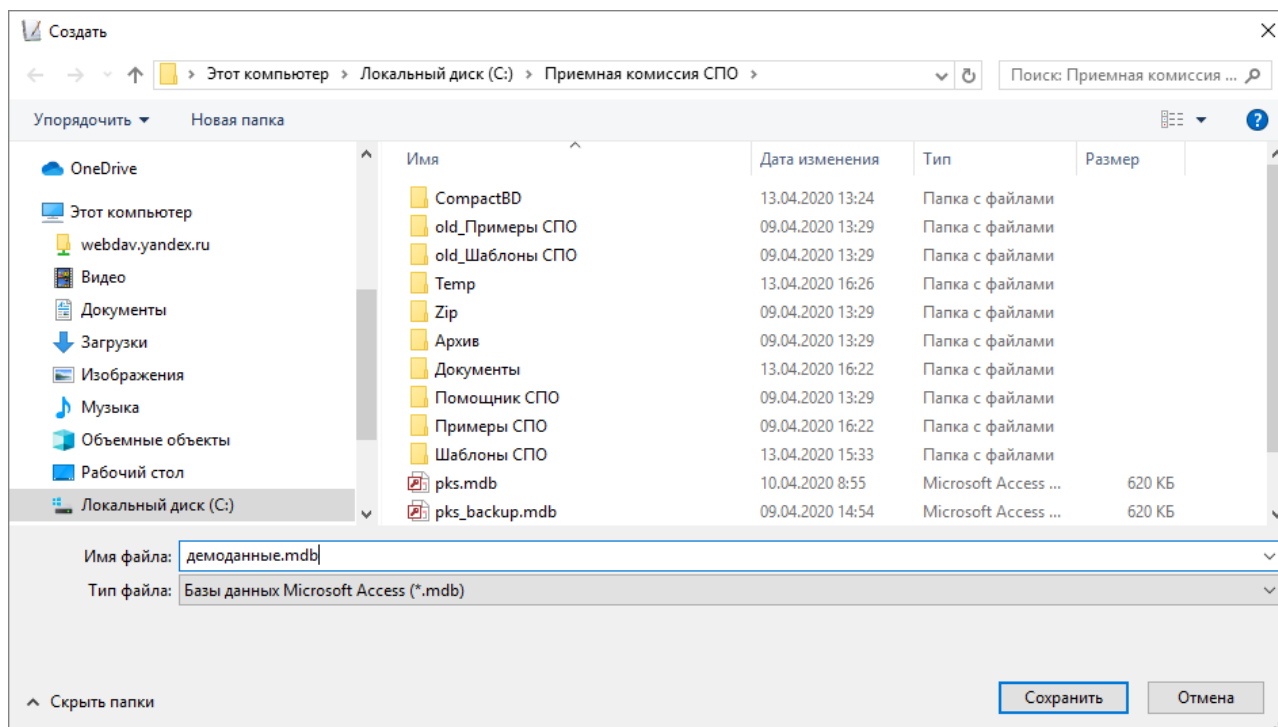 Создать
Этот компьютер > Локальный диск (C:) > Приемная комиссия СПО >
Поиск: Приемная комиссия ...
Упорядочить Новая папка
?
OneDrive
Этот компьютер
webdav.yandex.ru
Видео
Документы
Загрузки
Изображения
Музыка
Объемные объекты
Рабочий стол
Локальный диск (C:)
Имя Дата изменения Тип Размер
CompactBD 13.04.2020 13:24 Папка с файлами
old_Примеры СПО 09.04.2020 13:29 Папка с файлами
old_Шаблоны СПО 09.04.2020 13:29 Папка с файлами
Temp 13.04.2020 16:26 Папка с файлами
Zip 09.04.2020 13:29 Папка с файлами
Архив 09.04.2020 13:29 Папка с файлами
Документы 13.04.2020 16:22 Папка с файлами
Помощник СПО 09.04.2020 13:29 Папка с файлами
Примеры СПО 09.04.2020 16:22 Папка с файлами
Шаблоны СПО 13.04.2020 15:33 Папка с файлами
pks.mdb 10.04.2020 8:55 Microsoft Access ... 620 КБ
pks_backup.mdb 09.04.2020 14:54 Microsoft Access ... 620 КБ
Имя файла: демоданные.mdb
Тип файла: Базы данных Microsoft Access (*.mdb)
Скрыть папки
Сохранить Отмена